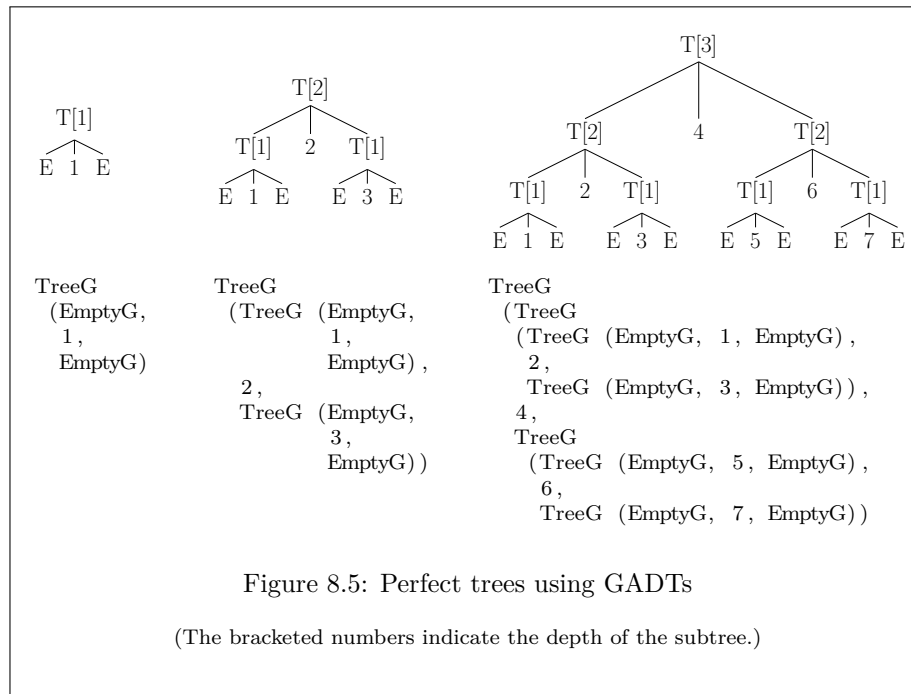 T[1]
E 1 E
T[2]
T[1] 2 T[1]
E 1 E E 3 E
T[3]
T[2] 4 T[2]
T[1] 2 T[1] T[1] 6 T[1]
E 1 E E 3 E E 5 E E 7 E
TreeG
(EmptyG,
1,
EmptyG)
TreeG
(TreeG (EmptyG,
1,
EmptyG),
2,
TreeG (EmptyG,
3,
EmptyG))
TreeG
(TreeG
(TreeG (EmptyG, 1, EmptyG),
2,
TreeG (EmptyG, 3, EmptyG)),
4,
TreeG
(TreeG (EmptyG, 5, EmptyG),
6,
TreeG (EmptyG, 7, EmptyG))
Figure 8.5: Perfect trees using GADTs
(The bracketed numbers indicate the depth of the subtree.)